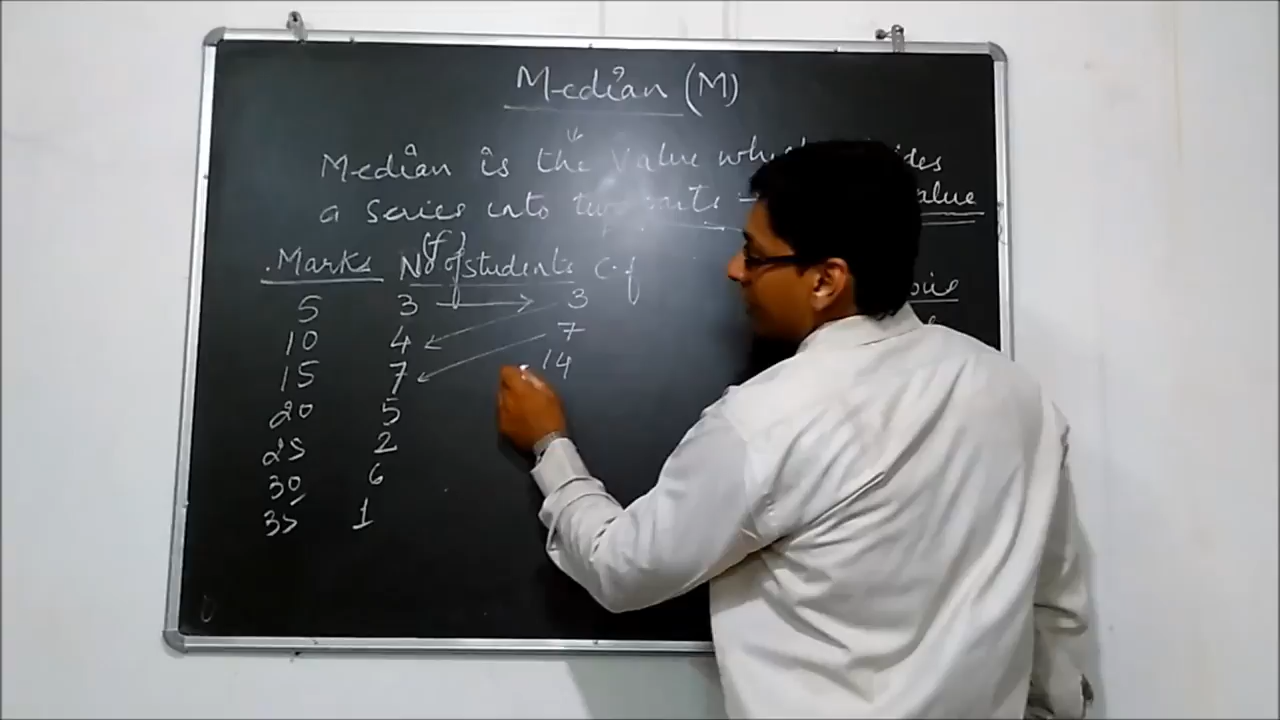 Median (M)
Median is the Value
a Series into two parts →
(f)
Marks No of students C.f
5 3 3
10 4 7
15 7 14
20 5
25 2
30 6
35 1